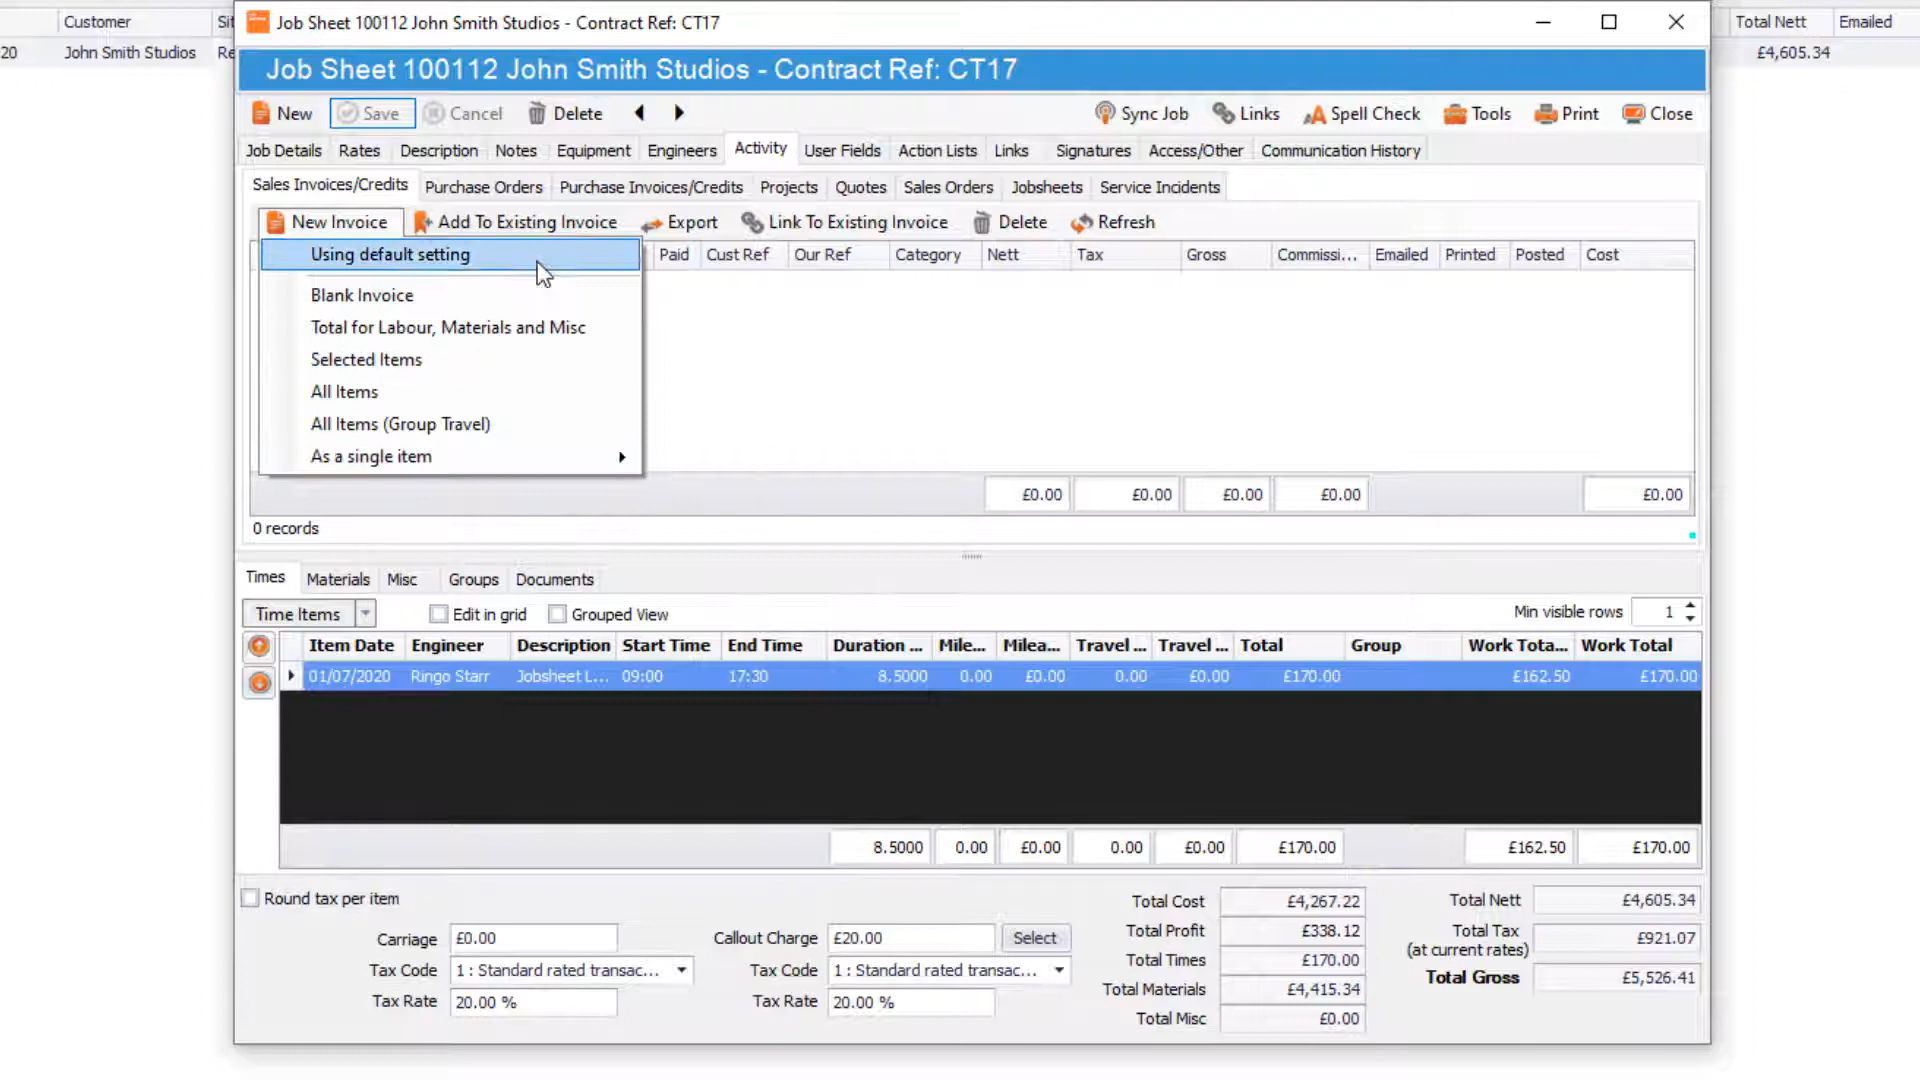 Customer Sit Total Nett Emailed
20 John Smith Studios Re £4,605.34
Job Sheet 100112 John Smith Studios - Contract Ref: CT17
Job Sheet 100112 John Smith Studios - Contract Ref: CT17
New Save Cancel Delete Sync Job Links Spell Check Tools Print Close
Job Details Rates Description Notes Equipment Engineers Activity User Fields Action Lists Links Signatures Access/Other Communication History
Sales Invoices/Credits Purchase Orders Purchase Invoices/Credits Projects Quotes Sales Orders Jobsheets Service Incidents
New Invoice Add To Existing Invoice Export Link To Existing Invoice Delete Refresh
Using default setting Paid Cust Ref Our Ref Category Nett Tax Gross Commissi... Emailed Printed Posted Cost
Blank Invoice
Total for Labour, Materials and Misc
Selected Items
All Items
All Items (Group Travel)
As a single item
£0.00 £0.00 £0.00 £0.00 £0.00
0 records
Times Materials Misc Groups Documents
Time Items Edit in grid Grouped View Min visible rows 1
Item Date Engineer Description Start Time End Time Duration ... Mile... Milea... Travel ... Travel ... Total Group Work Tota... Work Total
01/07/2020 Ringo Starr Jobsheet L... 09:00 17:30 8.5000 0.00 £0.00 0.00 £0.00 £170.00 £162.50 £170.00
8.5000 0.00 £0.00 0.00 £0.00 £170.00 £162.50 £170.00
Round tax per item Total Cost £4,267.22 Total Nett £4,605.34
Carriage £0.00 Callout Charge £20.00 Select Total Profit £338.12 Total Tax £921.07
(at current rates)
Tax Code 1 : Standard rated transac... Tax Code 1 : Standard rated transac... Total Times £170.00 Total Gross £5,526.41
Tax Rate 20.00 % Tax Rate 20.00 % Total Materials £4,415.34
Total Misc £0.00